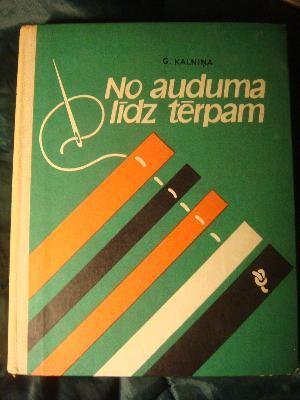 G. KALNIŅA
No auduma
līdz tērpam